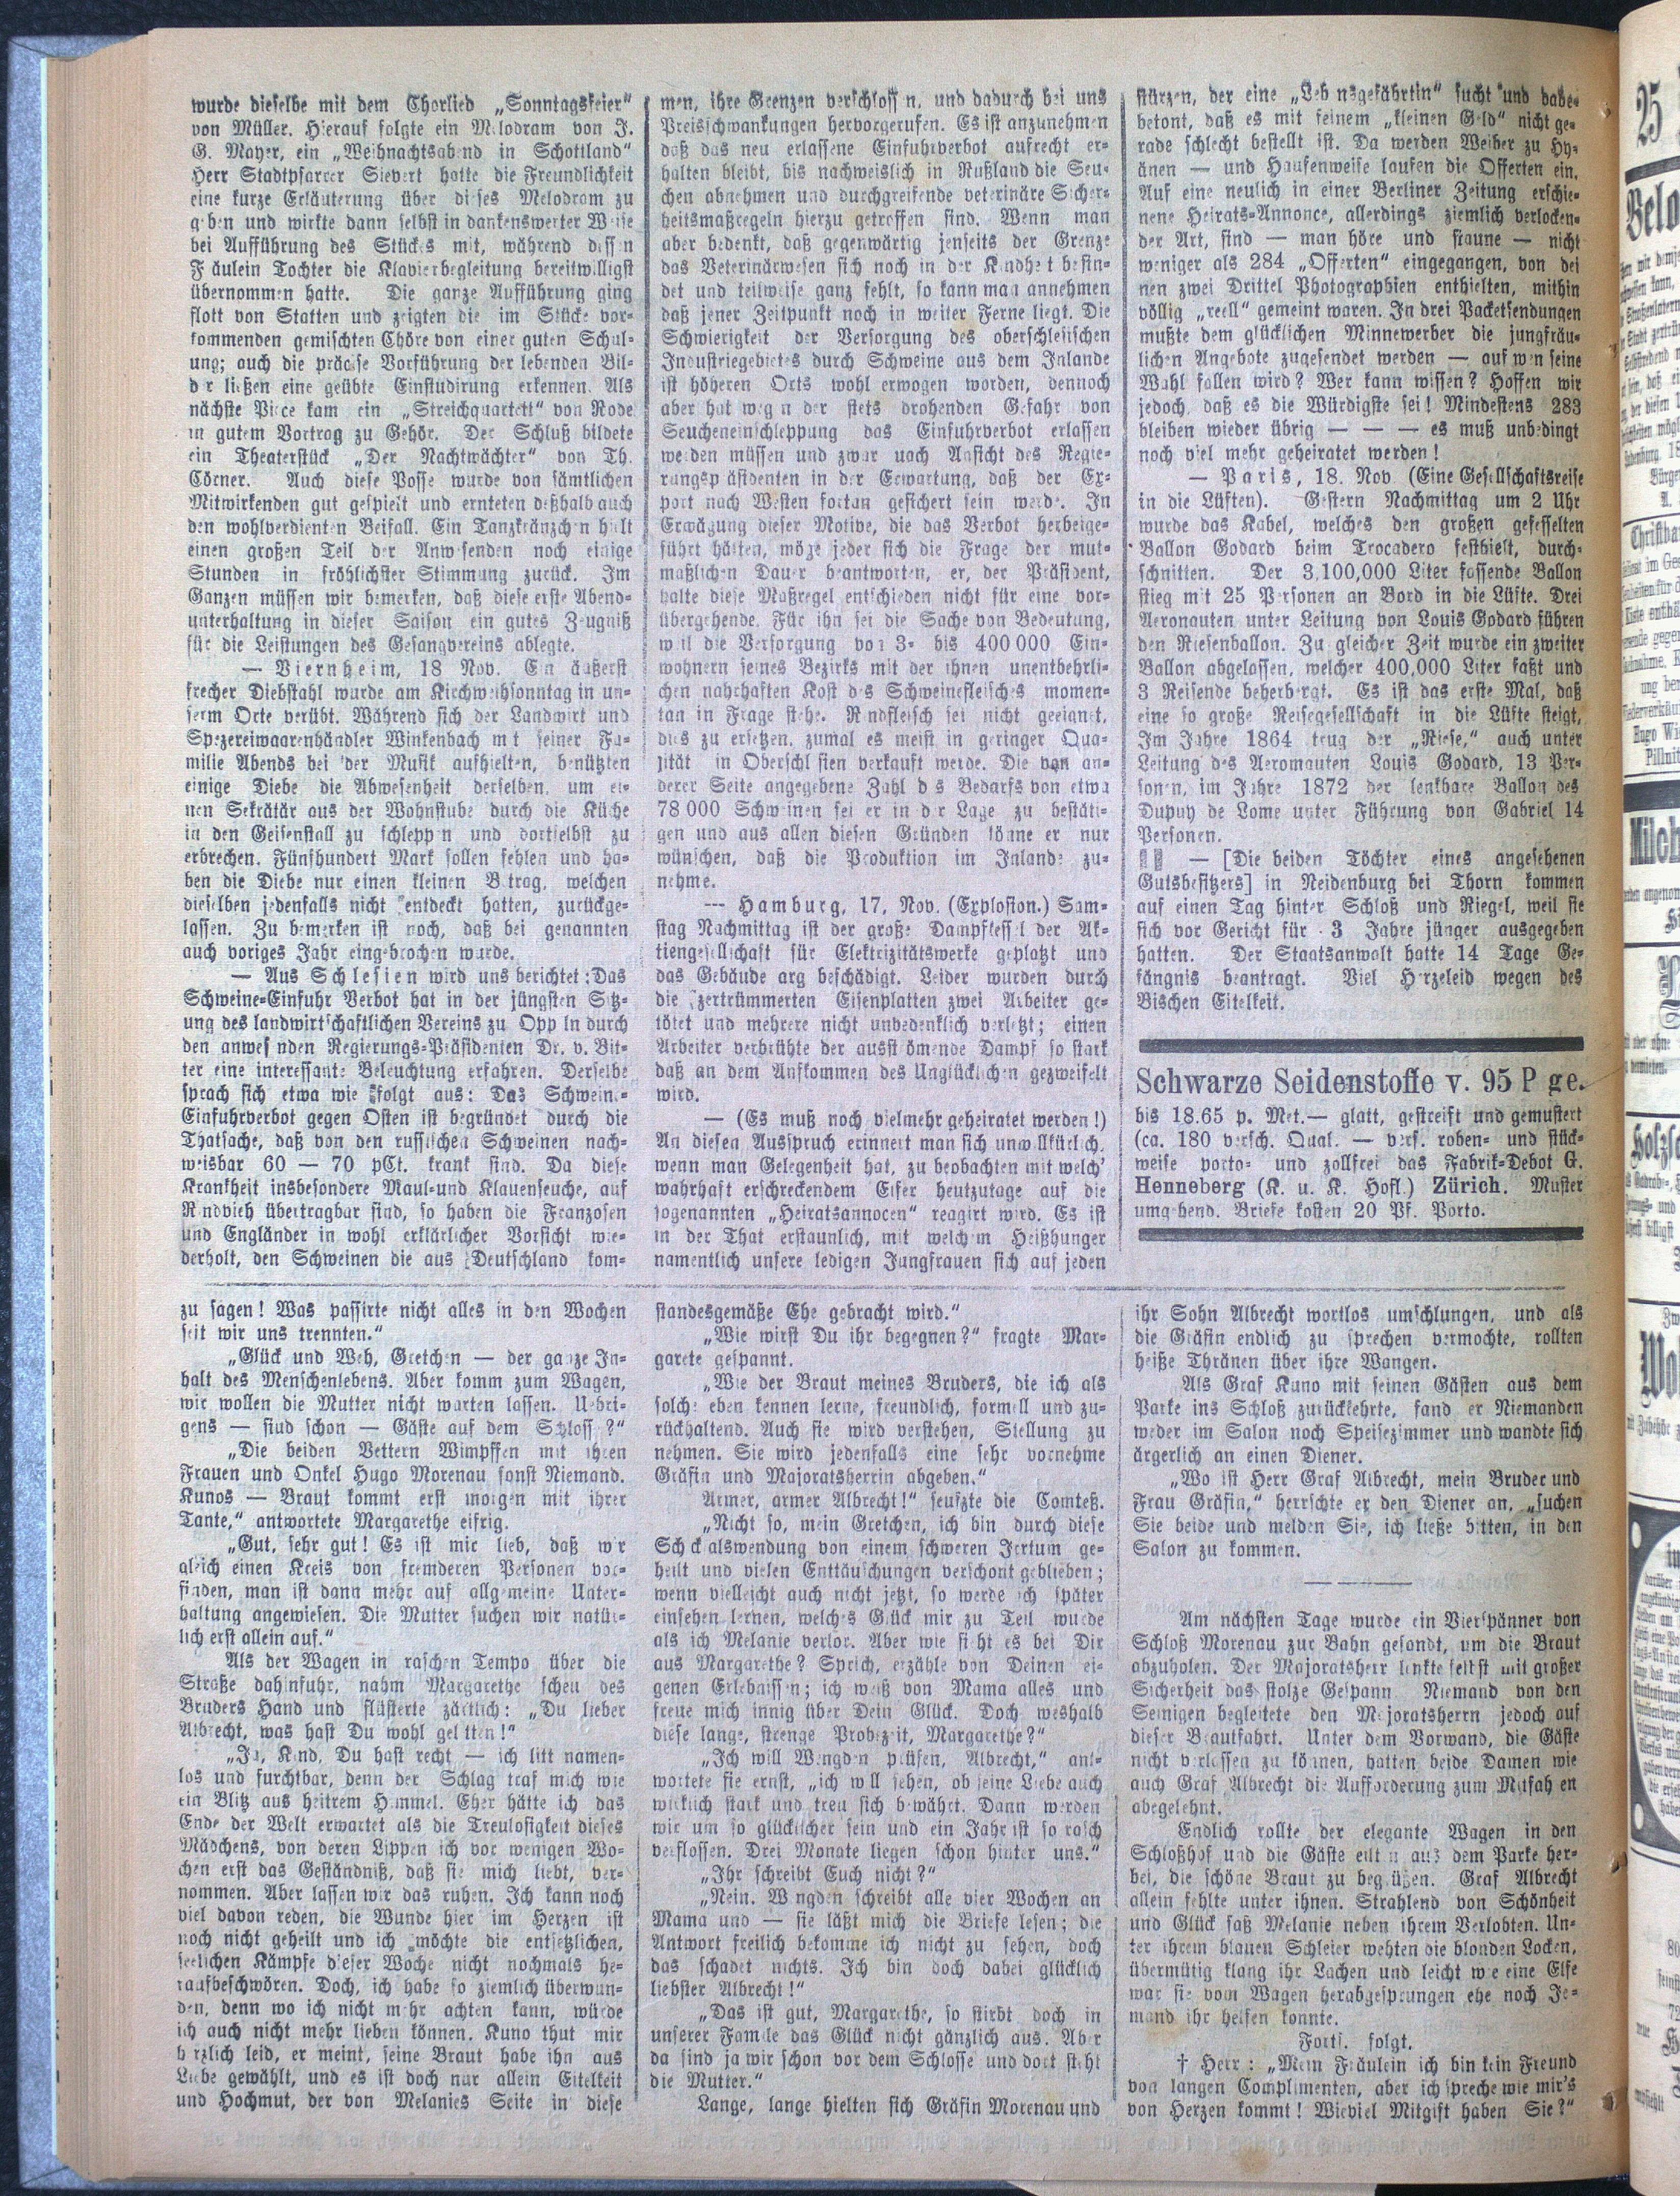 wurde dieselbe mit dem Chorlied „Sonntagsfeier“
von Müller. Hierauf folgte ein Melodram von J.
G. Mayer, ein „Weihnachtsabend in Schottland“
Herr Stadtpfarrer Sievert hatte die Freundlichkeit
eine kurze Erläuterung über dieses Melodram zu
geben und wirkte dann selbst in dankenswerter Weise
bei Aufführung des Stückes mit, während dessen
Fräulein Tochter die Klavierbegleitung bereitwilligst
übernommen hatte. Die ganze Aufführung ging
flott von Statten und zeigten die im Stücke vor-
kommenden gemischten Chöre von einer guten Schul-
ung; auch die präcise Vorführung der lebenden Bil-
der ließen eine geübte Einstudirung erkennen. Als
nächste Piece kam ein „Streichquartett“ von Rode
in gutem Vortrag zu Gehör. Der Schluß bildete
ein Theaterstück „Der Nachtwächter“ von Th.
Cörner. Auch diese Posse wurde von sämtlichen
Mitwirkenden gut gespielt und ernteten deßhalb auch
den wohlverdienten Beifall. Ein Tanzkränzchen hielt
einen großen Teil der Anwesenden noch einige
Stunden in fröhlichster Stimmung zurück. Im
Ganzen müssen wir bemerken, daß diese erste Abend-
unterhaltung in dieser Saison ein gutes Zeugniß
für die Leistungen des Gesangvereins ablegte.
— Viernheim, 18 Nov. Ein äußerst
frecher Diebstahl wurde am Kirchweihsonntag in un-
serm Orte verübt. Während sich der Landwirt und
Spezereiwaarenhändler Winkenbach mit seiner Fa-
milie Abends bei der Musik aufhielten, benützten
einige Diebe die Abwesenheit derselben, um ei-
nen Sekrätär aus der Wohnstube durch die Küche
in den Geisenstall zu schleppen und dortselbst zu
erbrechen. Fünfhundert Mark sollen fehlen und ha-
ben die Diebe nur einen kleinen Betrag, welchen
dieselben jedenfalls nicht entdeckt hatten, zurückge-
lassen. Zu bemerken ist noch, daß bei genannten
auch voriges Jahr eingebrochen wurde.
— Aus Schlesien wird uns berichtet: Das
Schweine-Einfuhr Verbot hat in der jüngsten Sitz-
ung des landwirtschaftlichen Vereins zu Oppeln durch
den anwesenden Regierungs-Präsidenten Dr. v. Bit-
ter eine interessante Beleuchtung erfahren. Derselbe
sprach sich etwa wie folgt aus: Das Schweine-
Einfuhrverbot gegen Osten ist begründet durch die
Thatsache, daß von den russischen Schweinen nach-
weisbar 60 — 70 pCt. krank sind. Da diese
Krankheit insbesondere Maul-und Klauenseuche, auf
Rindvieh übertragbar sind, so haben die Franzosen
und Engländer in wohl erklärlicher Vorsicht wie-
derholt, den Schweinen die aus Deutschland kom-
men, ihre Grenzen verschlossen, und dadurch bei uns
Preisschwankungen hervorgerufen. Es ist anzunehmen
daß das neu erlassene Einfuhrverbot aufrecht er-
halten bleibt, bis nachweislich in Rußland die Seu-
chen abnehmen und durchgreifende veterinäre Sicher-
heitsmaßregeln hierzu getroffen sind. Wenn man
aber bedenkt, daß gegenwärtig jenseits der Grenze
das Veterinärwesen sich noch in der Kindheit befin-
det und teilweise ganz fehlt, so kann man annehmen
daß jener Zeitpunkt noch in weiter Ferne liegt. Die
Schwierigkeit der Versorgung des oberschlesischen
Industriegebietes durch Schweine aus dem Inlande
ist höheren Orts wohl erwogen worden, dennoch
aber hat wegen der stets drohenden Gefahr von
Seucheneinschleppung das Einfuhrverbot erlassen
werden müssen und zwar nach Ansicht des Regie-
rungspräsidenten in der Erwartung, daß der Ex-
port nach Westen fortan gesichert sein werde. In
Erwägung dieser Motive, die das Verbot herbeige-
führt hätten, möge jeder sich die Frage der mut-
maßlichen Dauer beantworten, er, der Präsident,
halte diese Maßregel entschieden nicht für eine vor-
übergehende. Für ihn sei die Sache von Bedeutung,
weil die Versorgung von 3- bis 400 000 Ein-
wohnern seines Bezirks mit der ihnen unentbehrli-
chen nahrhaften Kost des Schweinefleisches momen-
tan in Frage stehe. Rindfleisch sei nicht geeignet,
dies zu ersetzen, zumal es meist in geringer Qua-
zität in Oberschlesien verkauft werde. Die von an-
derer Seite angegebene Zahl des Bedarfs von etwa
78 000 Schweinen sei er in der Lage zu bestäti-
gen und aus allen diesen Gründen könne er nur
wünschen, daß die Produktion im Inlande zu-
nehme.
--- Hamburg, 17. Nov. (Explosion.) Sam-
stag Nachmittag ist der große Dampfkessel der Ak-
tiengesellschaft für Elektrizitätswerke geplatzt und
das Gebäude arg beschädigt. Leider wurden durch
die zertrümmerten Eisenplatten zwei Arbeiter ge-
tötet und mehrere nicht unbedenklich verletzt; einen
Arbeiter verbrühte der ausströmende Dampf so stark
daß an dem Aufkommen des Unglücklichen gezweifelt
wird.
— (Es muß noch vielmehr geheiratet werden!)
An diesen Ausspruch erinnert man sich unwillkürlich,
wenn man Gelegenheit hat, zu beobachten mit welch'
wahrhaft erschreckendem Eifer heutzutage auf die
sogenannten „Heiratsannocen“ reagirt wird. Es ist
in der That erstaunlich, mit welchem Heißhunger
namentlich unsere ledigen Jungfrauen sich auf jeden
stürzen, der eine „Lebensgefährtin“ sucht und dabei
betont, daß es mit seinem „kleinen Geld“ nicht ge-
rade schlecht bestellt ist. Da werden Weiber zu Hy-
änen — und Haufenweise laufen die Offerten ein.
Auf eine neulich in einer Berliner Zeitung erschie-
nene Heirats-Annonce, allerdings ziemlich verlocken-
der Art, sind — man höre und staune — nicht
weniger als 284 „Offerten“ eingegangen, von dei
nen zwei Drittel Photographien enthielten, mithin
völlig „reell“ gemeint waren. In drei Packetsendungen
mußte dem glücklichen Minnewerber die jungfräu-
lichen Angebote zugesendet werden — auf wen seine
Wahl fallen wird? Wer kann wissen? Hoffen wir
jedoch, daß es die Würdigste sei! Mindestens 283
bleiben wieder übrig — — — es muß unbedingt
noch viel mehr geheiratet werden!
— Paris, 18. Nov (Eine Gesellschaftsreise
in die Lüften). Gestern Nachmittag um 2 Uhr
wurde das Kabel, welches den großen gefesselten
Ballon Godard beim Trocadero festhielt, durch-
schnitten. Der 3,100,000 Liter fassende Ballon
stieg mit 25 Personen an Bord in die Lüfte. Drei
Aeronauten unter Leitung von Louis Godard führen
den Riesenballon. Zu gleicher Zeit wurde ein zweiter
Ballon abgelassen, welcher 400,000 Liter faßt und
3 Reisende beherbergt. Es ist das erste Mal, daß
eine so große Reisegesellschaft in die Lüfte steigt,
Im Jahre 1864 trug der „Riese,“ auch unter
Leitung des Aeromauten Louis Godard, 13 Per-
sonen, im Jahre 1872 der lenkbare Ballon des
Dupuy de Lome unter Führung von Gabriel 14
Personen.
— [Die beiden Töchter eines angesehenen
Gutsbesitzers] in Neidenburg bei Thorn kommen
auf einen Tag hinter Schloß und Riegel, weil sie
sich vor Gericht für 3 Jahre jünger ausgegeben
hatten. Der Staatsanwalt hatte 14 Tage Ge-
fängnis beantragt. Viel Herzeleid wegen des
Bischen Eitelkeit.
Schwarze Seidenstoffe v. 95 Pfge.
bis 18.65 p. Met.— glatt, gestreift und gemustert
(ca. 180 versch. Qual. — vers. roben- und stück-
weise porto- und zollfrei das Fabrik-Debot G.
Henneberg (K. u. K. Hofl.) Zürich. Muster
umgehend. Briefe kosten 20 Pf. Porto.
zu sagen! Was passirte nicht alles in den Wochen
seit wir uns trennten.“
„Glück und Weh, Gretchen — der ganze In-
halt des Menschenlebens. Aber komm zum Wagen,
wir wollen die Mutter nicht warten lassen. Uebri-
gens — sind schon — Gäste auf dem Schloss?“
„Die beiden Vettern Wimpffen mit ihren
Frauen und Onkel Hugo Morenau sonst Niemand.
Kunos — Braut kommt erst morgen mit ihrer
Tante,“ antwortete Margarethe eifrig.
„Gut, sehr gut! Es ist mir lieb, daß wir
gleich einen Kreis von fremderen Personen vor-
finden, man ist dann mehr auf allgemeine Unter-
haltung angewiesen. Die Mutter suchen wir natür-
lich erst allein auf.“
Als der Wagen in raschen Tempo über die
Straße dahinfuhr, nahm Margarethe scheu des
Bruders Hand und flüsterte zärtlich: „Du lieber
Albrecht, was hast Du wohl gelitten!“
„Ja, Kind, Du hast recht — ich litt namen-
los und furchtbar, denn der Schlag traf mich wie
ein Blitz aus heitrem Himmel. Eher hätte ich das
Ende der Welt erwartet als die Treulosigkeit dieses
Mädchens, von deren Lippen ich vor wenigen Wo-
chen erst das Geständniß, daß sie mich liebt, ver-
nommen. Aber lassen wir das ruhen. Ich kann noch
viel davon reden, die Wunde hier im Herzen ist
noch nicht geheilt und ich möchte die entsetzlichen,
seelichen Kämpfe dieser Woche nicht nochmals he-
raufbeschwören. Doch, ich habe so ziemlich überwun-
den, denn wo ich nicht mehr achten kann, würde
ich auch nicht mehr lieben können. Kuno thut mir
herzlich leid, er meint, seine Braut habe ihn aus
Liebe gewählt, und es ist doch nur allein Eitelkeit
und Hochmut, der von Melanies Seite in diese
standesgemäße Ehe gebracht wird.“
„Wie wirst Du ihr begegnen?“ fragte Mar-
garete gespannt.
„Wie der Braut meines Bruders, die ich als
solche eben kennen lerne, freundlich, formell und zu-
rückhaltend. Auch sie wird verstehen, Stellung zu
nehmen. Sie wird jedenfalls eine sehr vornehme
Gräfin und Majoratsherrin abgeben.“
Armer, armer Albrecht!“ seufzte die Comteß.
„Nicht so, mein Gretchen, ich bin durch diese
Schicksalswendung von einem schweren Irrtum ge-
heilt und vielen Enttäuschungen verschont geblieben;
wenn vielleicht auch nicht jetzt, so werde ich später
einsehen lernen, welches Glück mir zu Teil wurde
als ich Melanie verlor. Aber wie sieht es bei Dir
aus Margarethe? Sprich, erzähle von Deinen ei-
genen Erlebnissen; ich weiß von Mama alles und
freue mich innig über Dein Glück. Doch weshalb
diese lange, strenge Probezeit, Margarethe?“
„Ich will Wengden prüfen, Albrecht,“ ant-
wortete sie ernst, „ich will sehen, ob seine Liebe auch
wirklich stark und treu sich bewährt. Dann werden
wir um so glücklicher sein und ein Jahr ist so rasch
verflossen. Drei Monate liegen schon hinter uns.“
„Ihr schreibt Euch nicht?“
„Nein. Wengden schreibt alle vier Wochen an
Mama und — sie läßt mich die Briefe lesen; die
Antwort freilich bekomme ich nicht zu sehen, doch
das schadet nichts. Ich bin doch dabei glücklich
liebster Albrecht!“
„Das ist gut, Margarethe, so stirbt doch in
unserer Familie das Glück nicht gänzlich aus. Aber
da sind ja wir schon vor dem Schlosse und dort steht
die Mutter.“
Lange, lange hielten sich Gräfin Morenau und
ihr Sohn Albrecht wortlos umschlungen, und als
die Gräfin endlich zu sprechen vermochte, rollten
heiße Thränen über ihre Wangen.
Als Graf Kuno mit seinen Gästen aus dem
Parke ins Schloß zurückkehrte, fand er Niemanden
weder im Salon noch Speisezimmer und wandte sich
ärgerlich an einen Diener.
„Wo ist Herr Graf Albrecht, mein Bruder und
Frau Gräfin,“ herrschte er den Diener an, „suchen
Sie beide und melden Sie, ich ließe bitten, in den
Salon zu kommen.
Am nächsten Tage wurde ein Vierspänner von
Schloß Morenau zur Bahn gesandt, um die Braut
abzuholen. Der Majoratsherr lenkte selbst mit großer
Sicherheit das stolze Gespann Niemand von den
Seinigen begleitete den Majoratsherrn jedoch auf
dieser Brautfahrt. Unter dem Vorwand, die Gäste
nicht verlassen zu können, hatten beide Damen wie
auch Graf Albrecht die Aufforderung zum Mitfahren
abgelehnt.
Endlich rollte der elegante Wagen in den
Schloßhof und die Gäste eilten aus dem Parke her-
bei, die schöne Braut zu begrüßen. Graf Albrecht
allein fehlte unter ihnen. Strahlend von Schönheit
und Glück saß Melanie neben ihrem Verlobten. Un-
ter ihrem blauen Schleier wehten die blonden Locken,
übermütig klang ihr Lachen und leicht wie eine Elfe
war sie vom Wagen herabgesprungen ehe noch Je-
mand ihr helfen konnte.
Forts. folgt.
† Herr: „Mein Fräulein ich bin kein Freund
von langen Complimenten, aber ich spreche wie mir's
von Herzen kommt! Wieviel Mitgift haben Sie?“